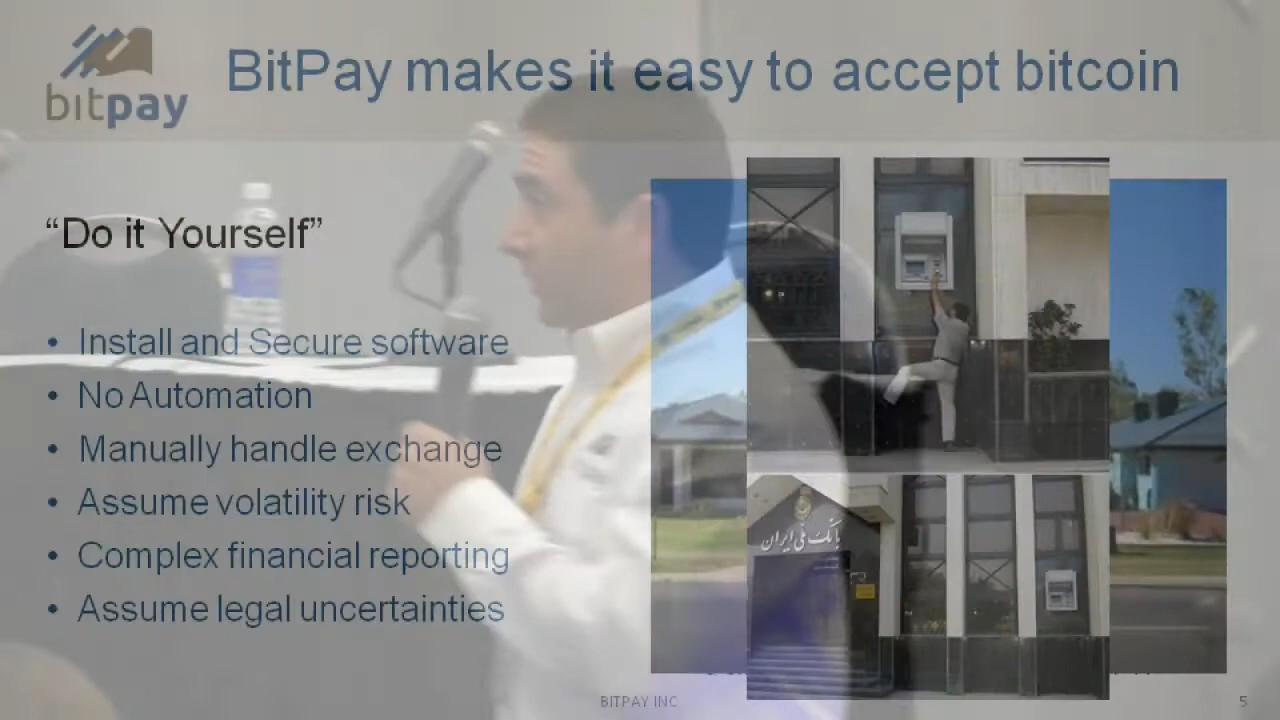 bitpay
BitPay makes it easy to accept bitcoin
“Do it Yourself”
• Install and Secure software
• No Automation
• Manually handle exchange
• Assume volatility risk
• Complex financial reporting
• Assume legal uncertainties
بانک ملی ایران
BITPAY INC
5